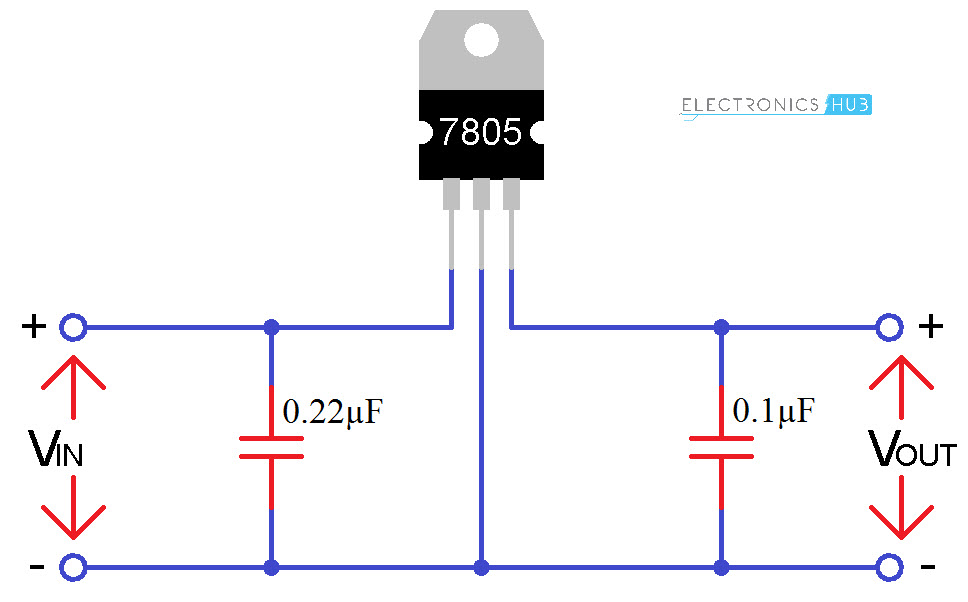 ELECTRONICS HUB
7805
+
+
0.22μF
0.1μF
VIN
VOUT
-
-